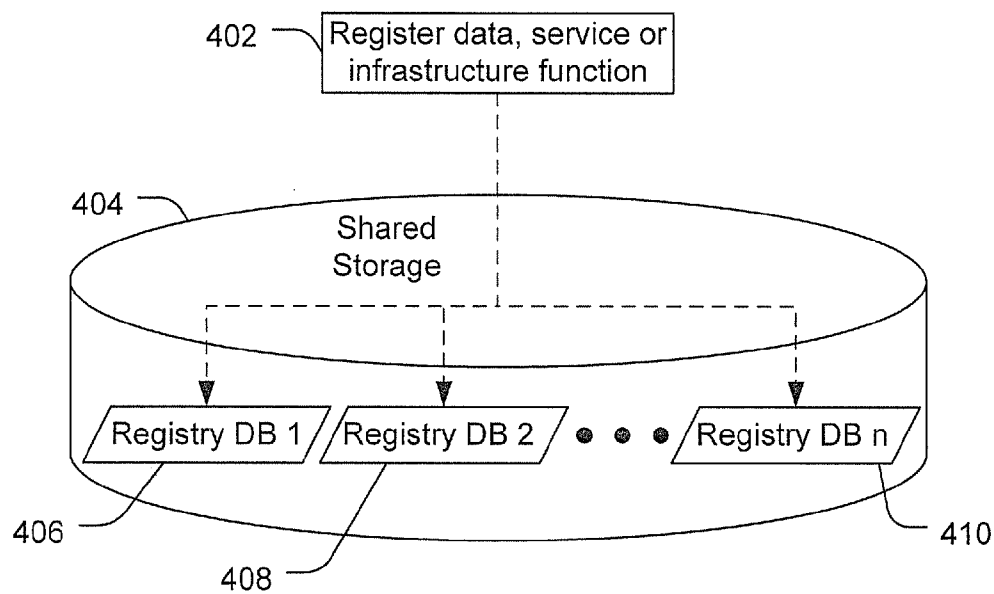 402
Register data, service or
infrastructure function
404
Shared
Storage
Registry DB 1
Registry DB 2
Registry DB n
406
408
410